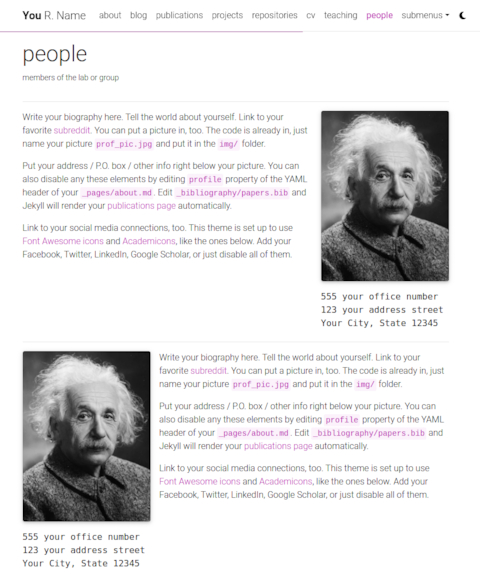 You R. Name about blog publications projects repositories cv teaching people submenus
people
members of the lab or group
Write your biography here. Tell the world about yourself. Link to your
favorite subreddit. You can put a picture in, too. The code is already in, just
name your picture prof_pic.jpg and put it in the img/ folder.
Put your address / P.O. box / other info right below your picture. You can
also disable any these elements by editing profile property of the YAML
header of your _pages/about.md. Edit _bibliography/papers.bib and
Jekyll will render your publications page automatically.
Link to your social media connections, too. This theme is set up to use
Font Awesome icons and Academicons, like the ones below. Add your
Facebook, Twitter, LinkedIn, Google Scholar, or just disable all of them.
555 your office number
123 your address street
Your City, State 12345
Write your biography here. Tell the world about yourself. Link to your
favorite subreddit. You can put a picture in, too. The code is already in, just
name your picture prof_pic.jpg and put it in the img/ folder.
Put your address / P.O. box / other info right below your picture. You can
also disable any these elements by editing profile property of the YAML
header of your _pages/about.md. Edit _bibliography/papers.bib and
Jekyll will render your publications page automatically.
Link to your social media connections, too. This theme is set up to use
Font Awesome icons and Academicons, like the ones below. Add your
Facebook, Twitter, LinkedIn, Google Scholar, or just disable all of them.
555 your office number
123 your address street
Your City, State 12345